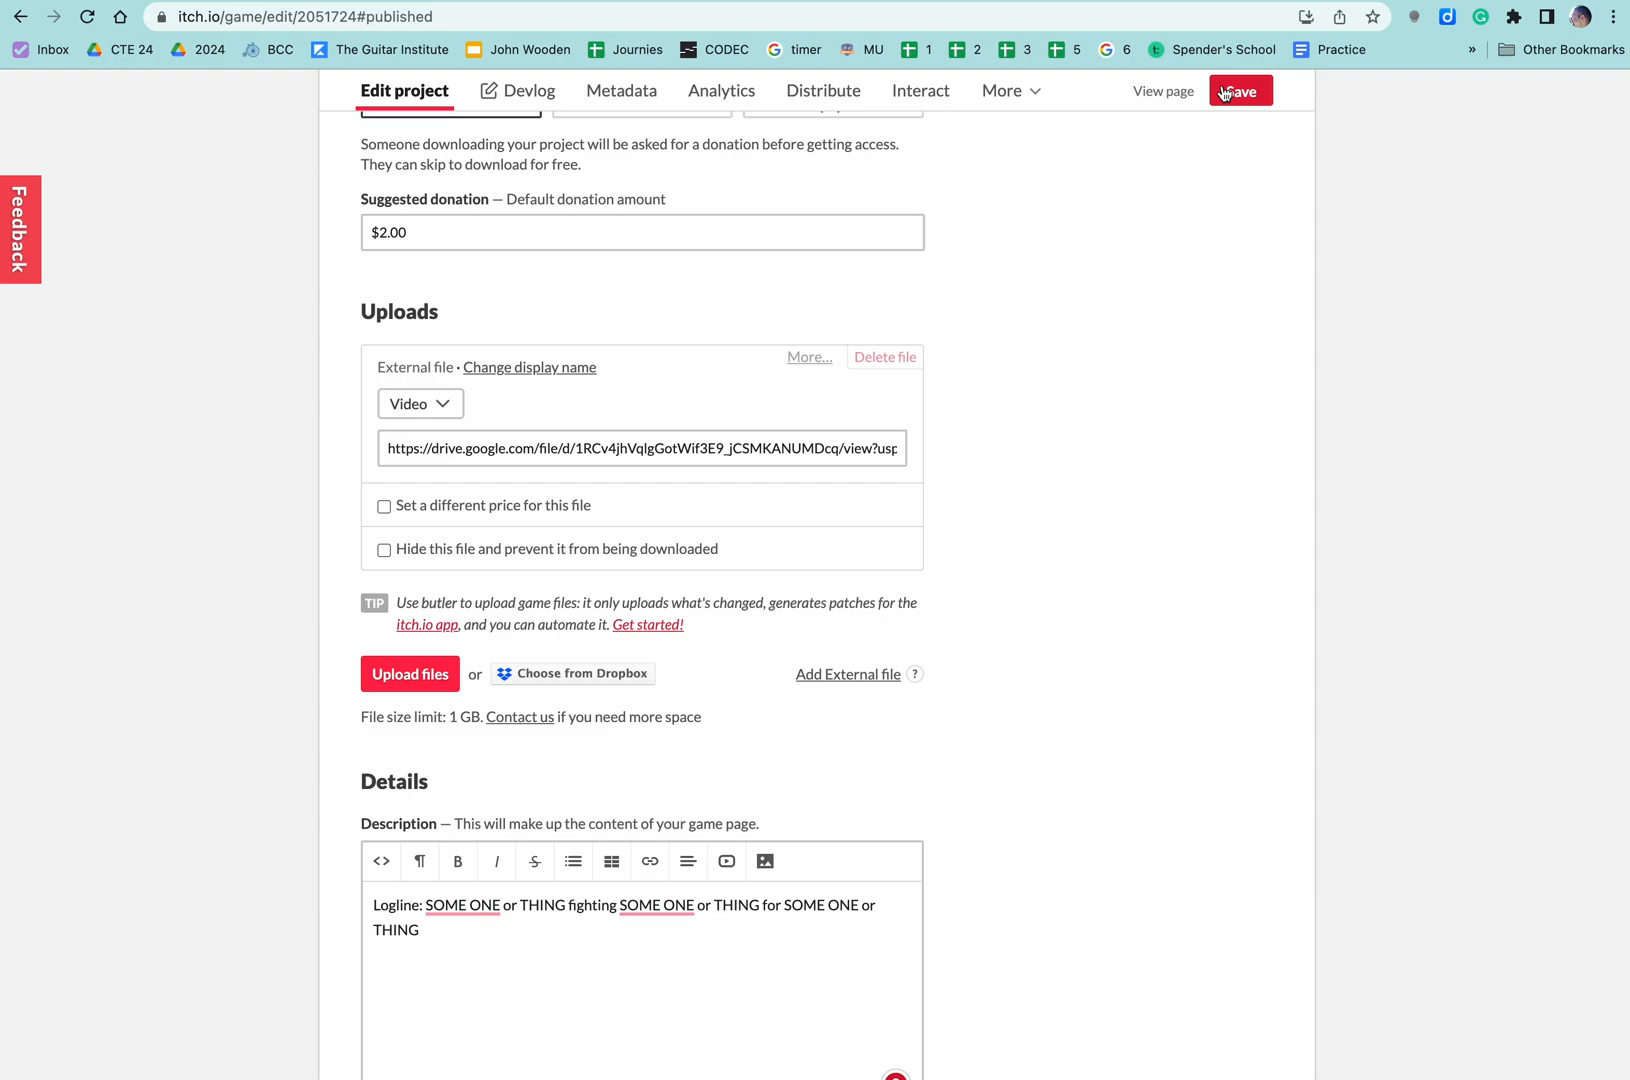 itch.io/game/edit/2051724#published
Inbox CTE 24 2024 BCC The Guitar Institute John Wooden Journies CODEC timer MU 1 2 3 5 6 Spender's School Practice » Other Bookmarks
Edit project Devlog Metadata Analytics Distribute Interact More View page Save
Someone downloading your project will be asked for a donation before getting access.
They can skip to download for free.
Feedback
Suggested donation — Default donation amount
$2.00
Uploads
More... Delete file
External file · Change display name
Video
https://drive.google.com/file/d/1RCv4jhVqlgGotWif3E9_jCSMKANUMDcq/view?usp
Set a different price for this file
Hide this file and prevent it from being downloaded
TIP Use butler to upload game files: it only uploads what's changed, generates patches for the
itch.io app, and you can automate it. Get started!
Upload files or Choose from Dropbox Add External file ?
File size limit: 1 GB. Contact us if you need more space
Details
Description — This will make up the content of your game page.
Logline: SOME ONE or THING fighting SOME ONE or THING for SOME ONE or
THING